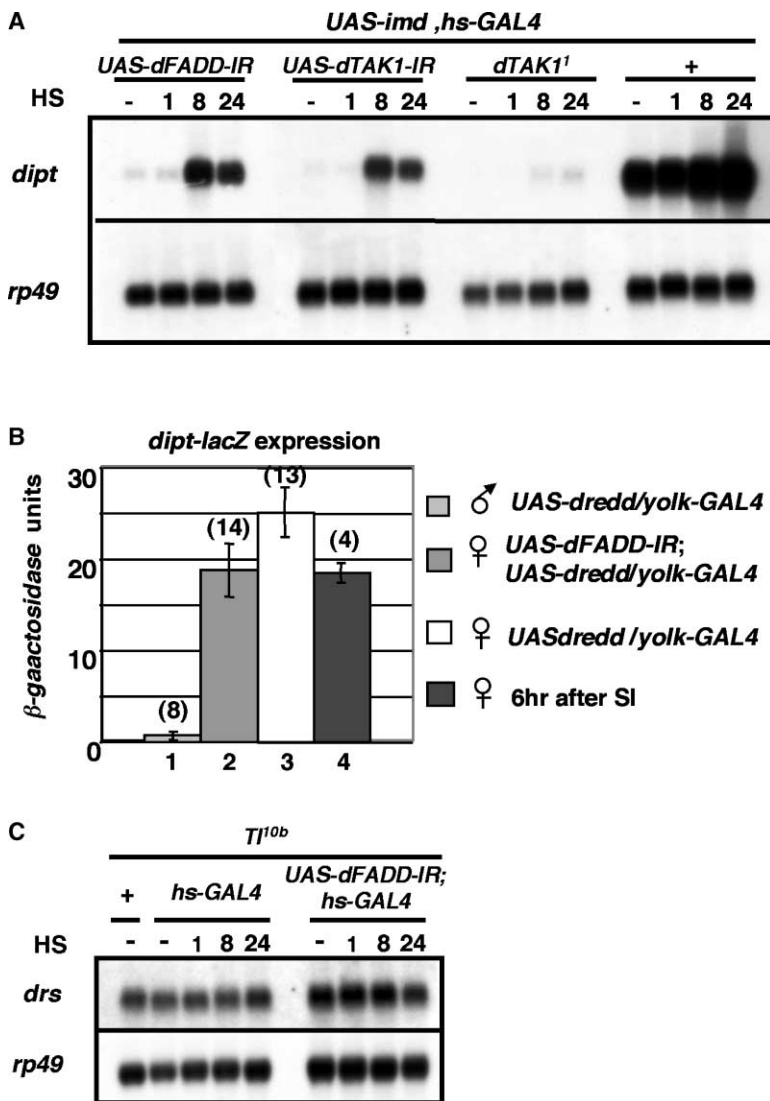 A
UAS-imd ,hs-GAL4
UAS-dFADD-IR UAS-dTAK1-IR dTAK1¹ +
HS - 1 8 24 - 1 8 24 - 1 8 24 - 1 8 24
dipt
rp49
B
dipt-lacZ expression
β-gaactosidase units
30
20
10
0
(8)
(14)
(13)
(4)
1 2 3 4
♂ UAS-dredd/yolk-GAL4
♀ UAS-dFADD-IR;
UAS-dredd/yolk-GAL4
♀ UASdredd /yolk-GAL4
♀ 6hr after SI
C
Tl10b
+ hs-GAL4 UAS-dFADD-IR;
hs-GAL4
HS - - 1 8 24 - 1 8 24
drs
rp49